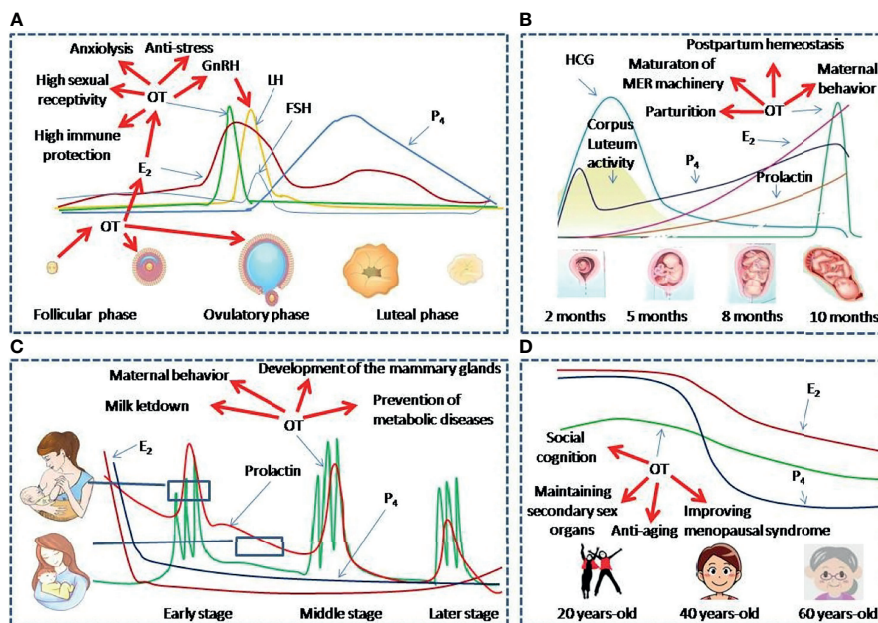 A
Anxiolysis
Anti-stress
GnRH
High sexual
receptivity
OT
LH
FSH
P4
High immune
protection
E2
OT
Follicular phase
Ovulatory phase
Luteal phase
B
Postpartum hemeostasis
HCG
Maturaton of
MER machinery
Maternal
behavior
OT
Parturition
Corpus
Luteum
activity
E2
P4
Prolactin
2 months
5 months
8 months
10 months
C
Maternal behavior
Development of the mammary glands
Milk letdown
Prevention of
metabolic diseases
OT
E2
Prolactin
P4
Early stage
Middle stage
Later stage
D
E2
Social
cognition
OT
P4
Maintaining
secondary sex
organs
Improving
Anti-aging
menopausal syndrome
20 years-old
40 years-old
60 years-old